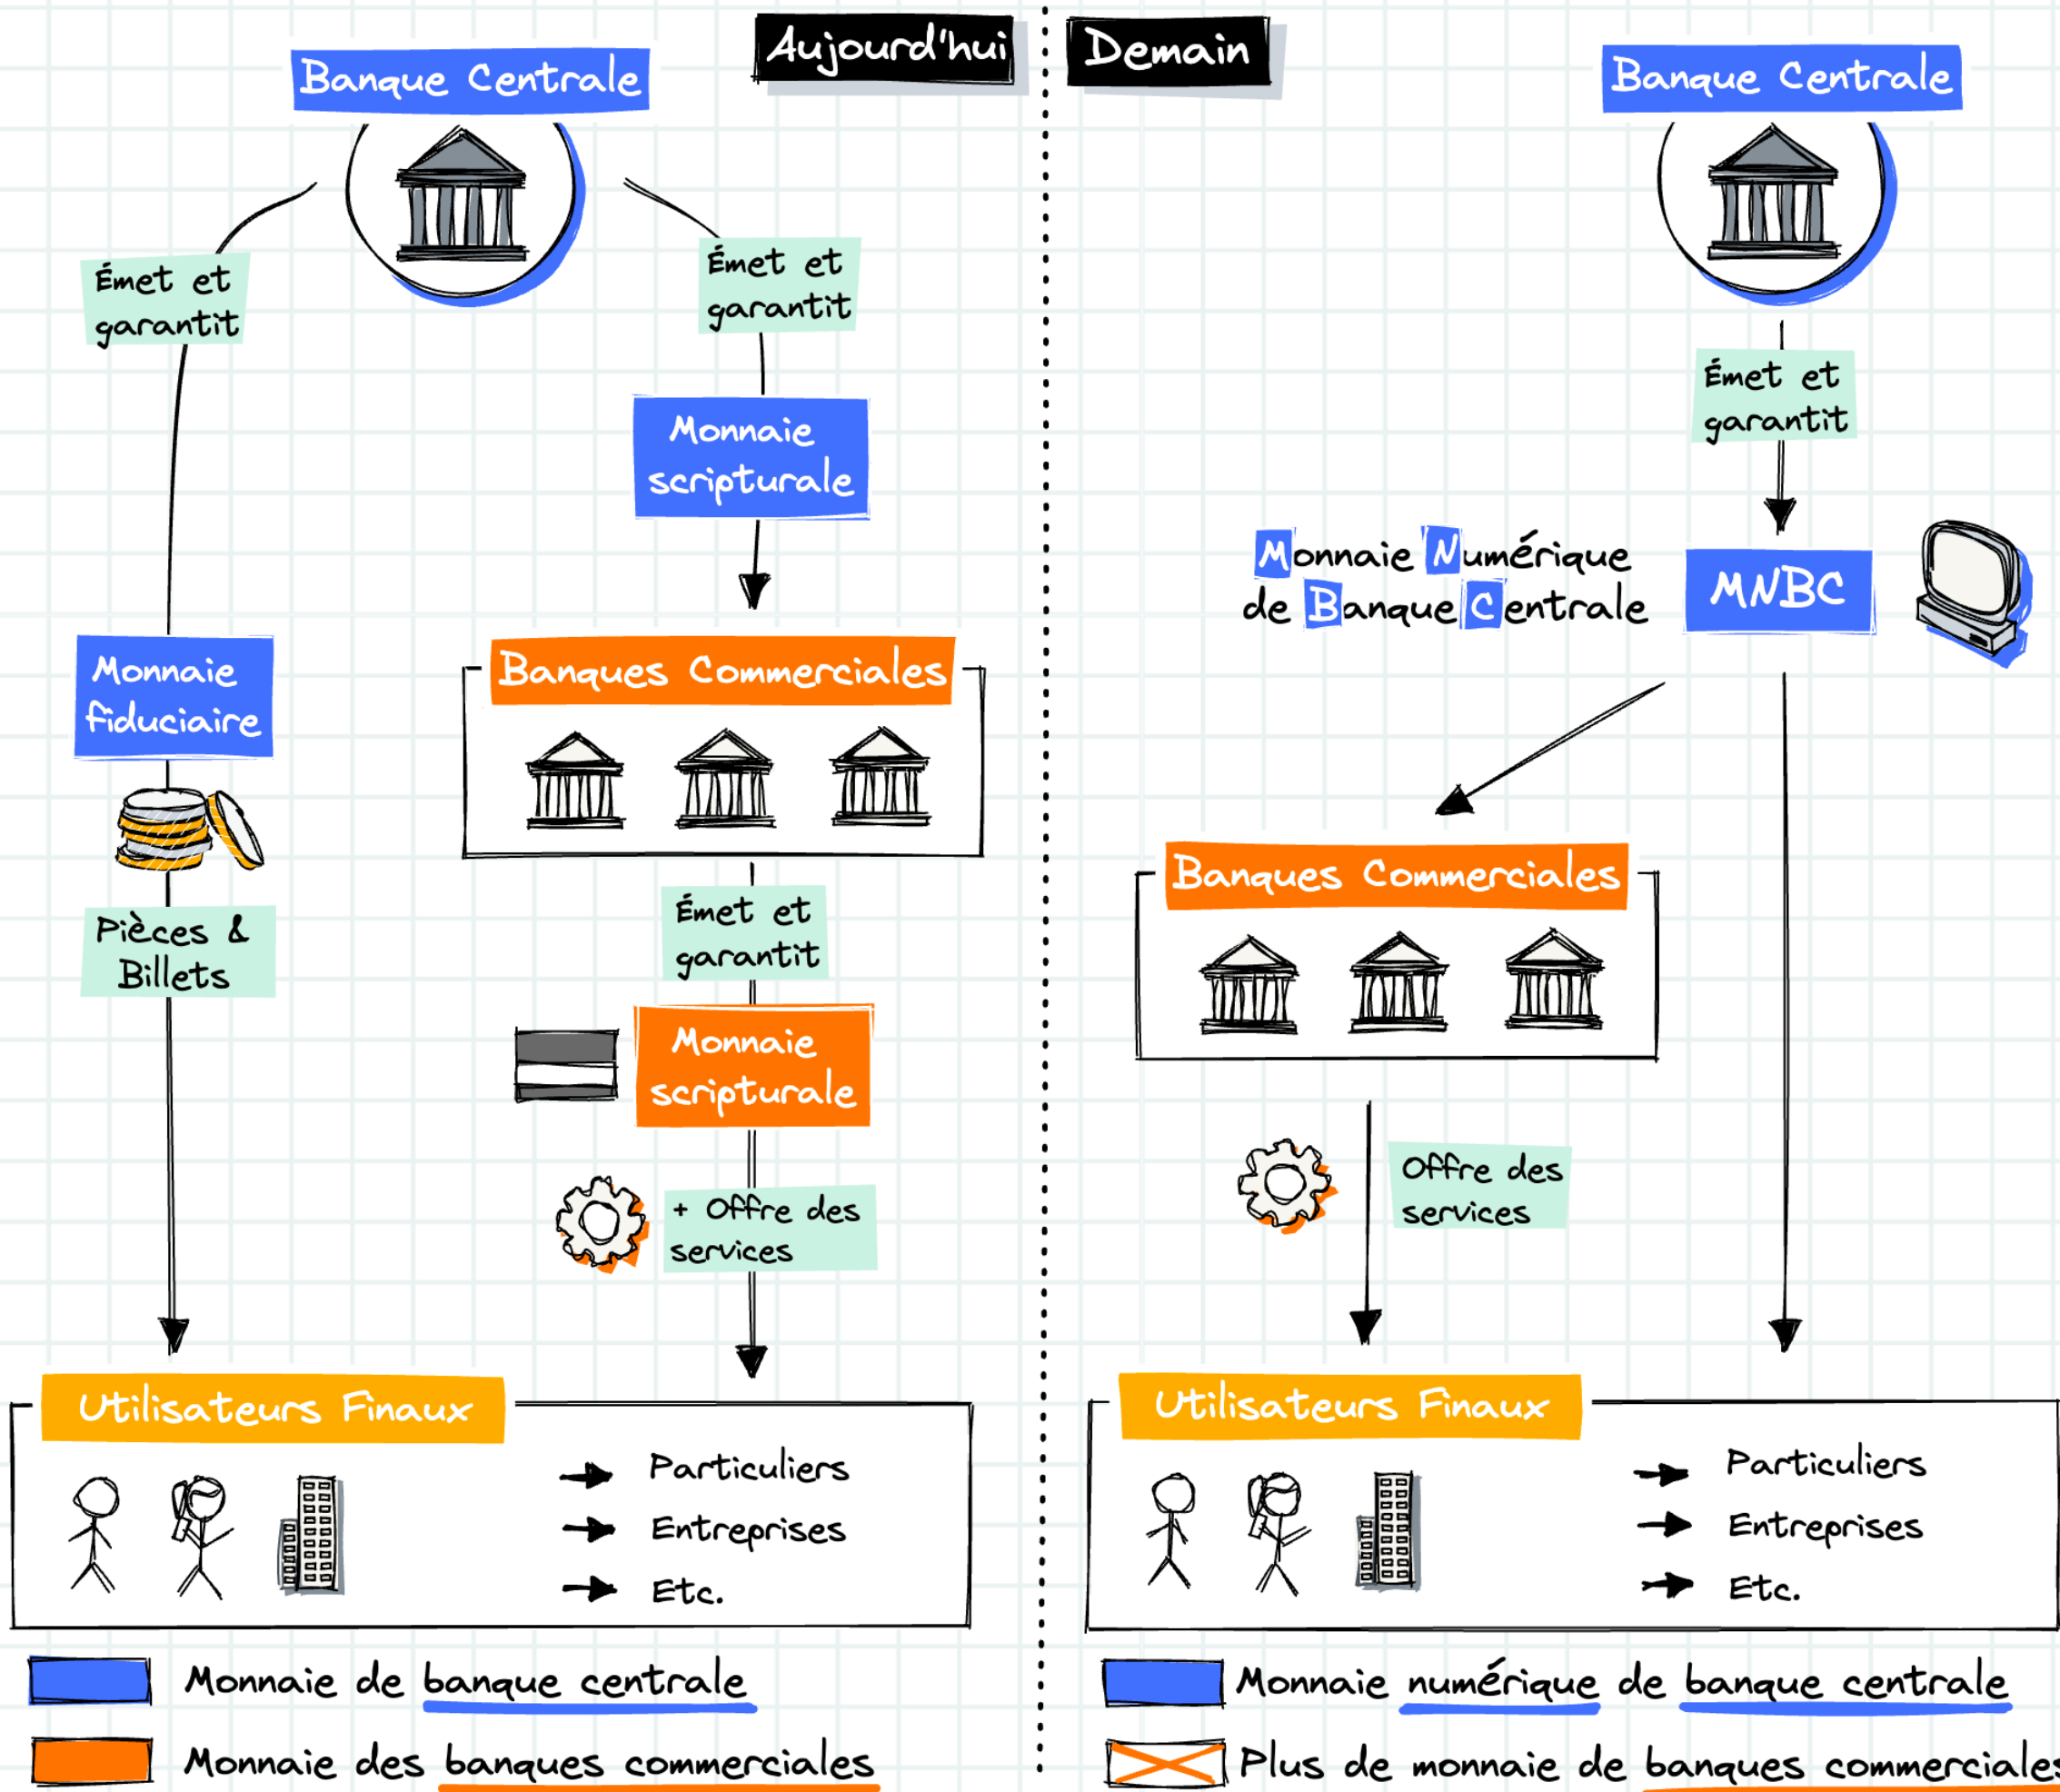 Aujourd'hui
Banque Centrale
Émet et
garantit
Émet et
garantit
Monnaie
scripturale
Monnaie
fiduciaire
Banques Commerciales
Pièces &
Billets
Émet et
garantit
Monnaie
scripturale
+ Offre des
services
Utilisateurs Finaux
Particuliers
Entreprises
Etc.
Monnaie de banque centrale
Monnaie des banques commerciales
Demain
Banque Centrale
Émet et
garantit
Monnaie Numérique
de Banque Centrale
MNBC
Banques Commerciales
Offre des
services
Utilisateurs Finaux
Particuliers
Entreprises
Etc.
Monnaie numérique de banque centrale
Plus de monnaie de banques commerciales